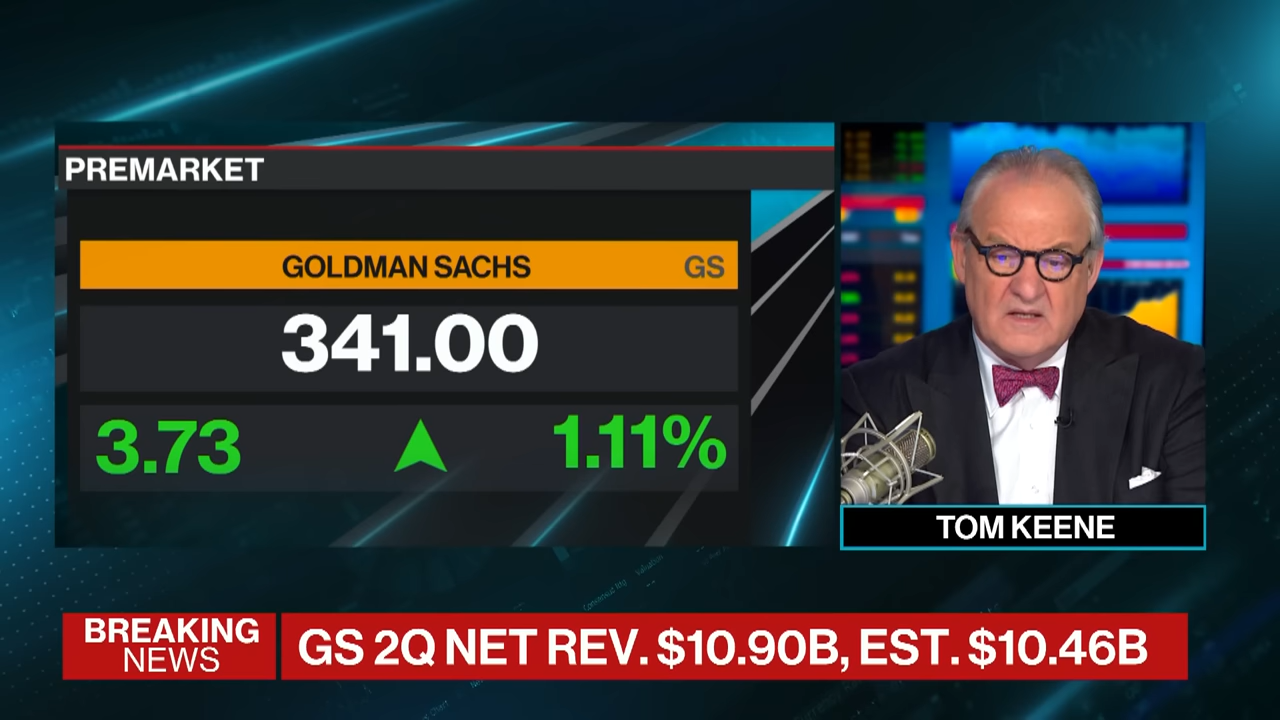 PREMARKET
GOLDMAN SACHS GS
341.00
3.73 ▲ 1.11%
TOM KEENE
BREAKING
NEWS
GS 2Q NET REV. $10.90B, EST. $10.46B